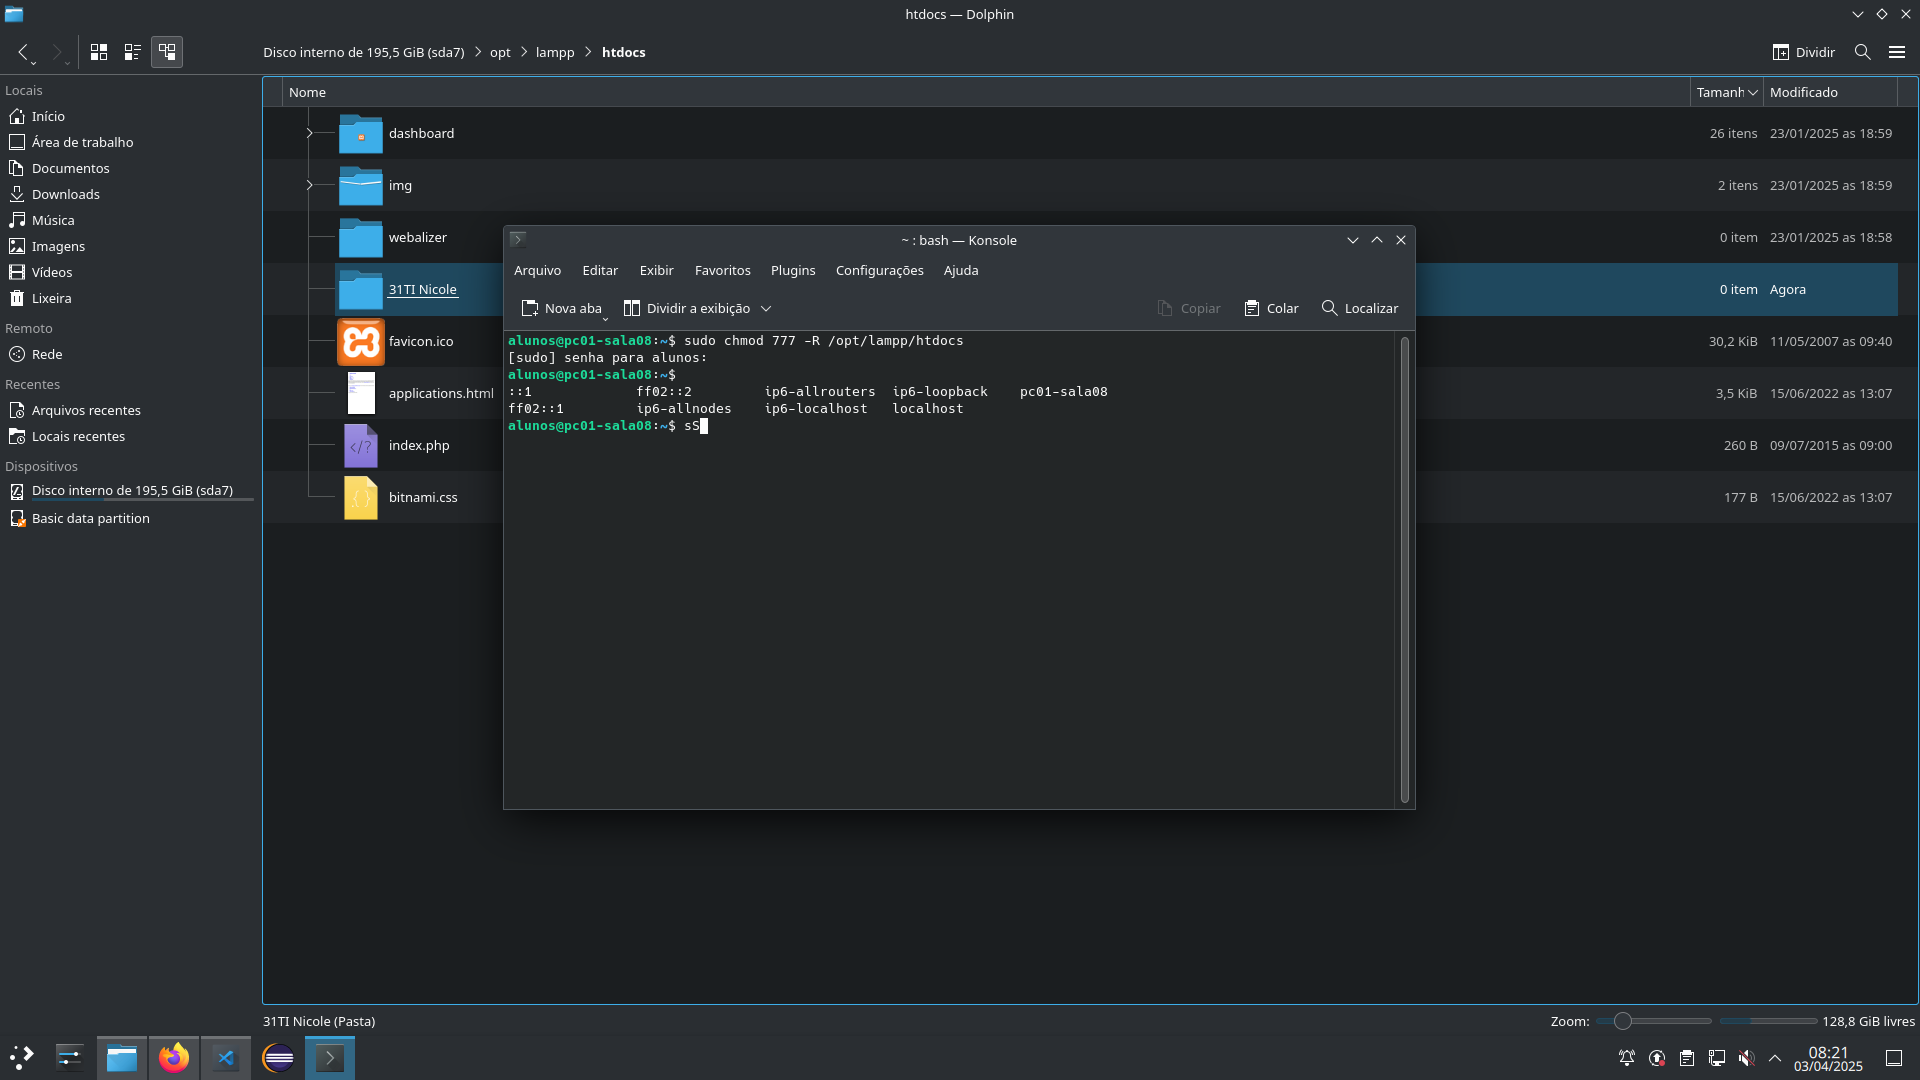 htdocs — Dolphin
Disco interno de 195,5 GiB (sda7) > opt > lampp > htdocs
Dividir
Locais
Início
Área de trabalho
Documentos
Downloads
Música
Imagens
Vídeos
Lixeira
Remoto
Rede
Recentes
Arquivos recentes
Locais recentes
Dispositivos
Disco interno de 195,5 GiB (sda7)
Basic data partition
Nome Tamanh Modificado
dashboard 26 itens 23/01/2025 as 18:59
img 2 itens 23/01/2025 as 18:59
webalizer 0 item 23/01/2025 as 18:58
31TI Nicole 0 item Agora
favicon.ico 30,2 KiB 11/05/2007 as 09:40
applications.html 3,5 KiB 15/06/2022 as 13:07
index.php 260 B 09/07/2015 as 09:00
bitnami.css 177 B 15/06/2022 as 13:07
~ : bash — Konsole
Arquivo Editar Exibir Favoritos Plugins Configurações Ajuda
Nova aba Dividir a exibição Copiar Colar Localizar
alunos@pc01-sala08:~$ sudo chmod 777 -R /opt/lampp/htdocs
[sudo] senha para alunos:
alunos@pc01-sala08:~$
::1 ff02::2 ip6-allrouters ip6-loopback pc01-sala08
ff02::1 ip6-allnodes ip6-localhost localhost
alunos@pc01-sala08:~$ sS
31TI Nicole (Pasta)
Zoom:
128,8 GiB livres
08:21
03/04/2025